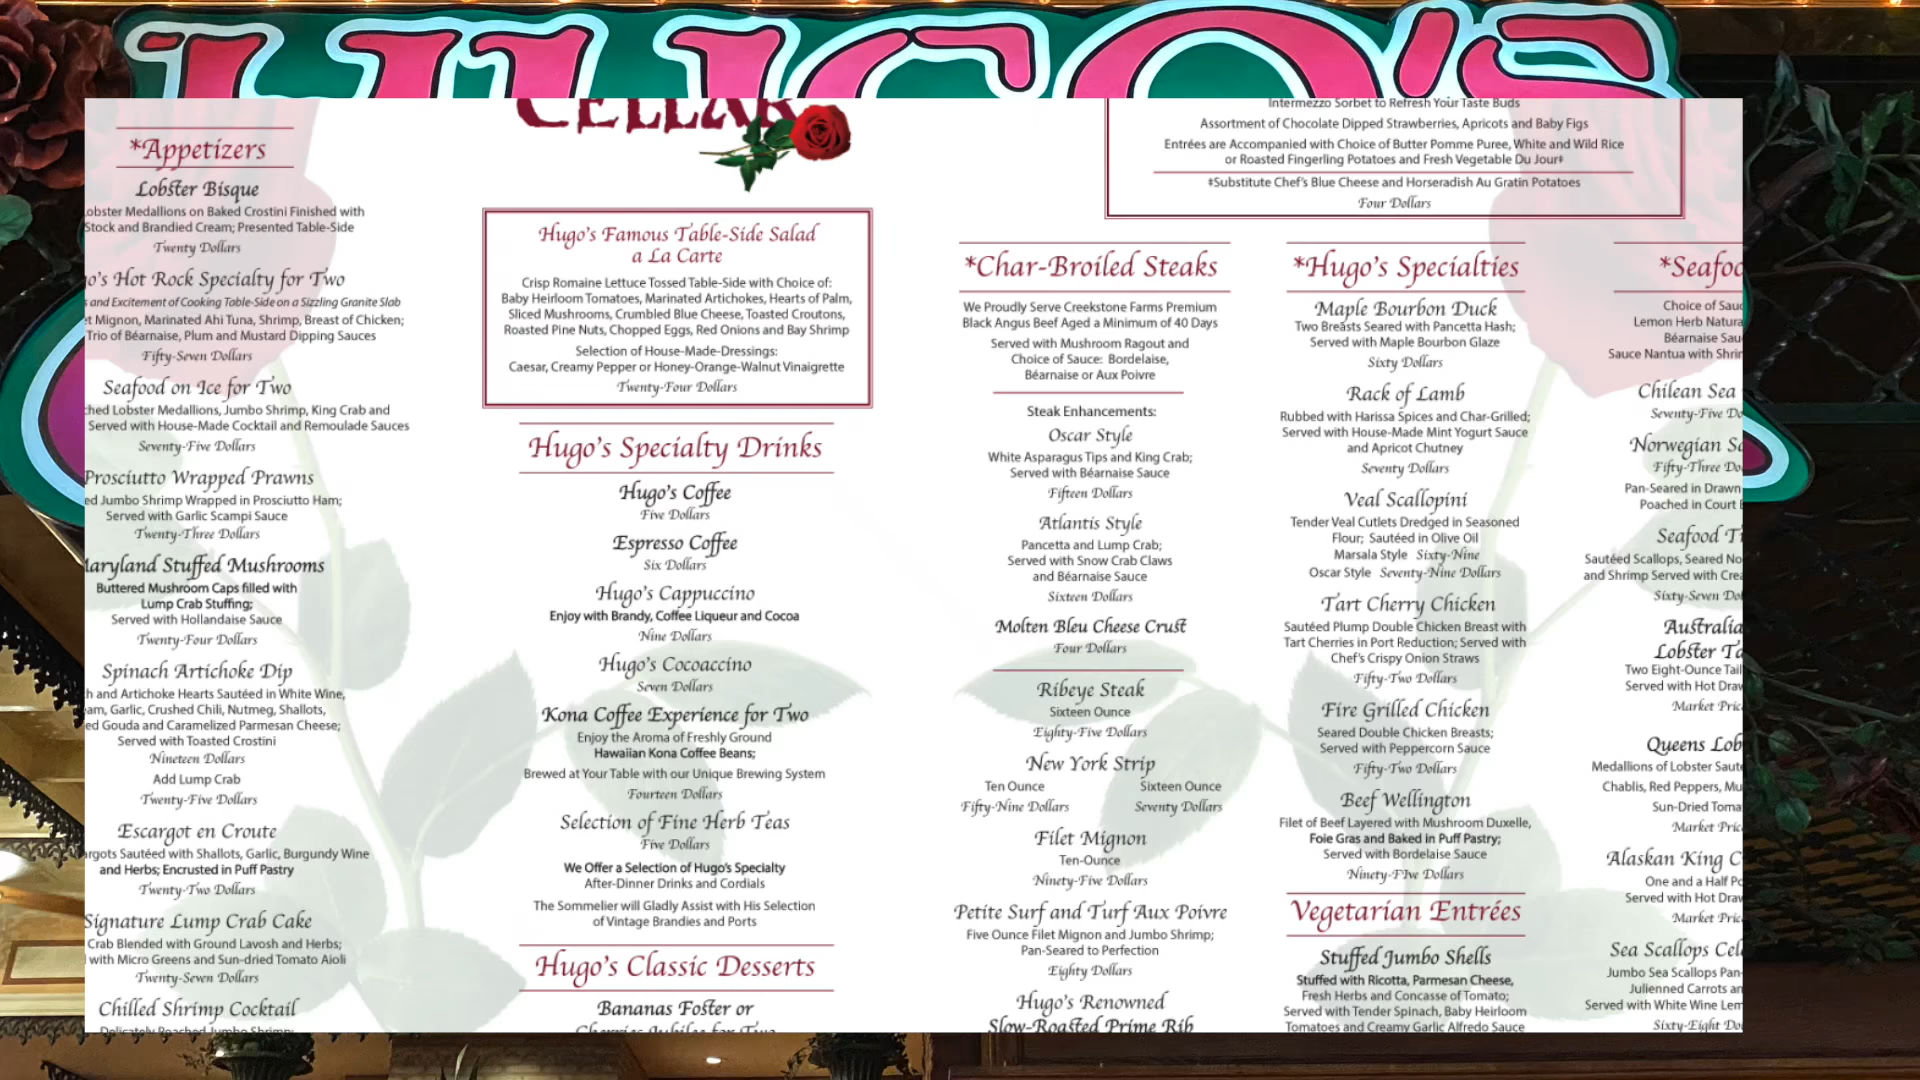 HUGO'S
CELLAR
*Appetizers
Lobster Bisque
Lobster Medallions on Baked Crostini Finished with
Stock and Brandied Cream; Presented Table-Side
Twenty Dollars
Hot Rock Specialty for Two
and Excitement of Cooking Table-Side on a Sizzling Granite Slab
Mignon, Marinated Ahi Tuna, Shrimp, Breast of Chicken;
Trio of Béarnaise, Plum and Mustard Dipping Sauces
Fifty-Seven Dollars
Seafood on Ice for Two
Lobster Medallions, Jumbo Shrimp, King Crab and
Served with House-Made Cocktail and Remoulade Sauces
Seventy-Five Dollars
Prosciutto Wrapped Prawns
Jumbo Shrimp Wrapped in Prosciutto Ham;
Served with Garlic Scampi Sauce
Twenty-Three Dollars
Maryland Stuffed Mushrooms
Buttered Mushroom Caps filled with
Lump Crab Stuffing;
Served with Hollandaise Sauce
Twenty-Four Dollars
Spinach Artichoke Dip
and Artichoke Hearts Sautéed in White Wine,
Garlic, Crushed Chili, Nutmeg, Shallots,
Gouda and Caramelized Parmesan Cheese;
Served with Toasted Crostini
Nineteen Dollars
Add Lump Crab
Twenty-Five Dollars
Escargot en Croute
Sautéed with Shallots, Garlic, Burgundy Wine
and Herbs; Encrusted in Puff Pastry
Twenty-Two Dollars
Signature Lump Crab Cake
Crab Blended with Ground Lavosh and Herbs;
with Micro Greens and Sun-dried Tomato Aioli
Twenty-Seven Dollars
Chilled Shrimp Cocktail
Delicately Poached Jumbo Shrimp;
Hugo's Famous Table-Side Salad
a La Carte
Crisp Romaine Lettuce Tossed Table-Side with Choice of:
Baby Heirloom Tomatoes, Marinated Artichokes, Hearts of Palm,
Sliced Mushrooms, Crumbled Blue Cheese, Toasted Croutons,
Roasted Pine Nuts, Chopped Eggs, Red Onions and Bay Shrimp
Selection of House-Made-Dressings:
Caesar, Creamy Pepper or Honey-Orange-Walnut Vinaigrette
Twenty-Four Dollars
Hugo's Specialty Drinks
Hugo's Coffee
Five Dollars
Espresso Coffee
Six Dollars
Hugo's Cappuccino
Enjoy with Brandy, Coffee Liqueur and Cocoa
Nine Dollars
Hugo's Cocoaccino
Seven Dollars
Kona Coffee Experience for Two
Enjoy the Aroma of Freshly Ground
Hawaiian Kona Coffee Beans;
Brewed at Your Table with our Unique Brewing System
Fourteen Dollars
Selection of Fine Herb Teas
Five Dollars
We Offer a Selection of Hugo's Specialty
After-Dinner Drinks and Cordials
The Sommelier will Gladly Assist with His Selection
of Vintage Brandies and Ports
Hugo's Classic Desserts
Bananas Foster or
Cherries Jubilee for Two
Intermezzo Sorbet to Refresh Your Taste Buds
Assortment of Chocolate Dipped Strawberries, Apricots and Baby Figs
Entrées are Accompanied with Choice of Butter Pomme Puree, White and Wild Rice
or Roasted Fingerling Potatoes and Fresh Vegetable Du Jour‡
‡Substitute Chef's Blue Cheese and Horseradish Au Gratin Potatoes
Four Dollars
*Char-Broiled Steaks
We Proudly Serve Creekstone Farms Premium
Black Angus Beef Aged a Minimum of 40 Days
Served with Mushroom Ragout and
Choice of Sauce: Bordelaise,
Béarnaise or Aux Poivre
Steak Enhancements:
Oscar Style
White Asparagus Tips and King Crab;
Served with Béarnaise Sauce
Fifteen Dollars
Atlantis Style
Pancetta and Lump Crab;
Served with Snow Crab Claws
and Béarnaise Sauce
Sixteen Dollars
Molten Bleu Cheese Crust
Four Dollars
Ribeye Steak
Sixteen Ounce
Eighty-Five Dollars
New York Strip
Ten Ounce Sixteen Ounce
Fifty-Nine Dollars Seventy Dollars
Filet Mignon
Ten-Ounce
Ninety-Five Dollars
Petite Surf and Turf Aux Poivre
Five Ounce Filet Mignon and Jumbo Shrimp;
Pan-Seared to Perfection
Eighty Dollars
Hugo's Renowned
Slow-Roasted Prime Rib
*Hugo's Specialties
Maple Bourbon Duck
Two Breasts Seared with Pancetta Hash;
Served with Maple Bourbon Glaze
Sixty Dollars
Rack of Lamb
Rubbed with Harissa Spices and Char-Grilled;
Served with House-Made Mint Yogurt Sauce
and Apricot Chutney
Seventy Dollars
Veal Scallopini
Tender Veal Cutlets Dredged in Seasoned
Flour; Sautéed in Olive Oil
Marsala Style Sixty-Nine
Oscar Style Seventy-Nine Dollars
Tart Cherry Chicken
Sautéed Plump Double Chicken Breast with
Tart Cherries in Port Reduction; Served with
Chef's Crispy Onion Straws
Fifty-Two Dollars
Fire Grilled Chicken
Seared Double Chicken Breasts;
Served with Peppercorn Sauce
Fifty-Two Dollars
Beef Wellington
Filet of Beef Layered with Mushroom Duxelle,
Foie Gras and Baked in Puff Pastry;
Served with Bordelaise Sauce
Ninety-FIve Dollars
Vegetarian Entrées
Stuffed Jumbo Shells
Stuffed with Ricotta, Parmesan Cheese,
Fresh Herbs and Concasse of Tomato;
Served with Tender Spinach, Baby Heirloom
Tomatoes and Creamy Garlic Alfredo Sauce
*Seafoo
Choice of Sauc
Lemon Herb Natura
Béarnaise Sau
Sauce Nantua with Shrim
Chilean Sea
Seventy-Five Do
Norwegian Sa
Fifty-Three Do
Pan-Seared in Drawn
Poached in Court
Seafood Tr
Sautéed Scallops, Seared No
and Shrimp Served with Crea
Sixty-Seven Dol
Australia
Lobster Ta
Two Eight-Ounce Tail
Served with Hot Draw
Market Pric
Queens Lob
Medallions of Lobster Saute
Chablis, Red Peppers, Mu
Sun-Dried Toma
Market Pric
Alaskan King C
One and a Half Po
Served with Hot Draw
Market Pric
Sea Scallops Cel
Jumbo Sea Scallops Pan-
Julienned Carrots an
Served with White Wine Lem
Sixty-Eight Do